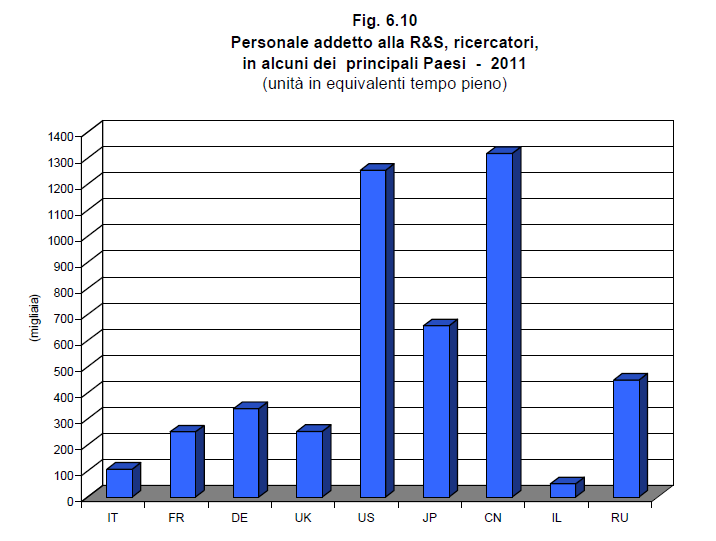 Fig. 6.10
Personale addetto alla R&S, ricercatori,
in alcuni dei principali Paesi - 2011
(unità in equivalenti tempo pieno)
1400
1300
1200
1100
1000
900
800
700
600
500
400
300
200
100
0
(migliaia)
IT FR DE UK US JP CN IL RU